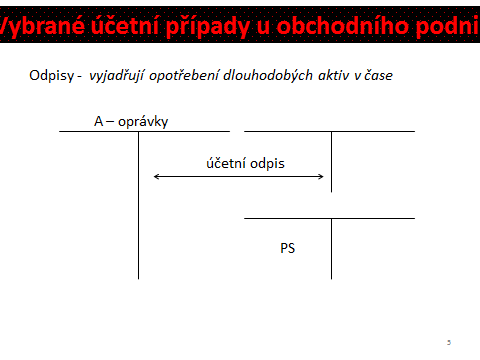 Vybrané účetní případy u obchodního podni
Odpisy - vyjadřují opotřebení dlouhodobých aktiv v čase
A – oprávky
účetní odpis
PS
5